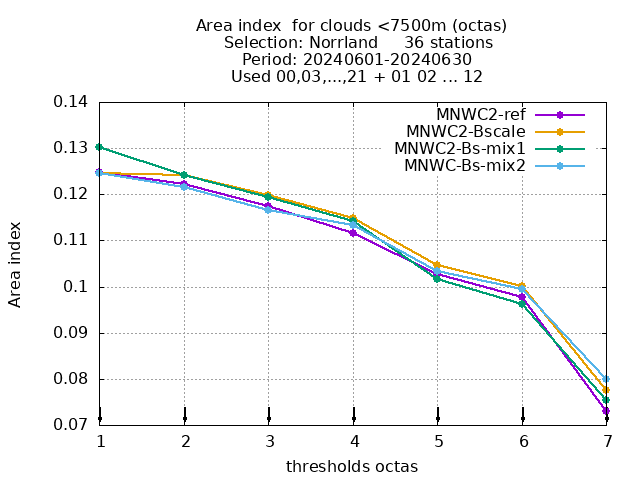 Area index  for clouds <7500m (octas)
Selection: Norrland     36 stations
Period: 20240601-20240630
Used 00,03,...,21 + 01 02 ... 12
MNWC2-ref
MNWC2-Bscale
MNWC2-Bs-mix1
MNWC-Bs-mix2
0.14
0.13
0.12
0.11
0.1
0.09
0.08
0.07
Area index
1 2 3 4 5 6 7
thresholds octas